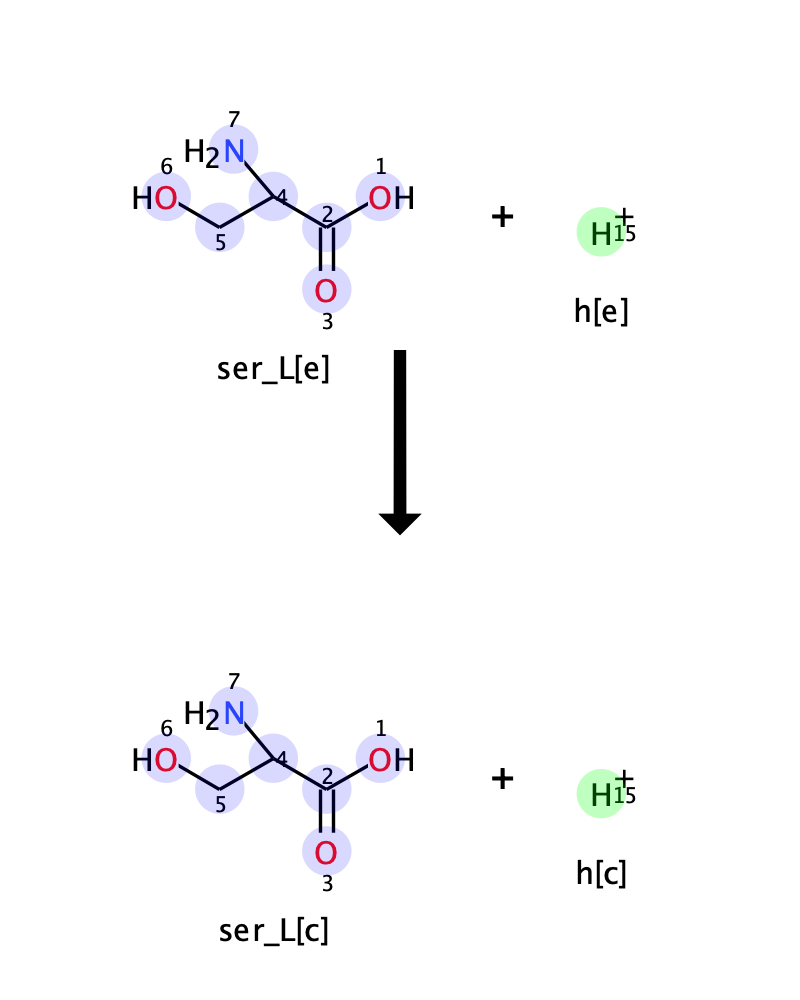 7
H2N
6 1
HO 4 2 OH + H+15
5
O
3
h[e]
ser_L[e]
7
H2N
6 1
HO 4 2 OH + H+15
5
O
3
h[c]
ser_L[c]